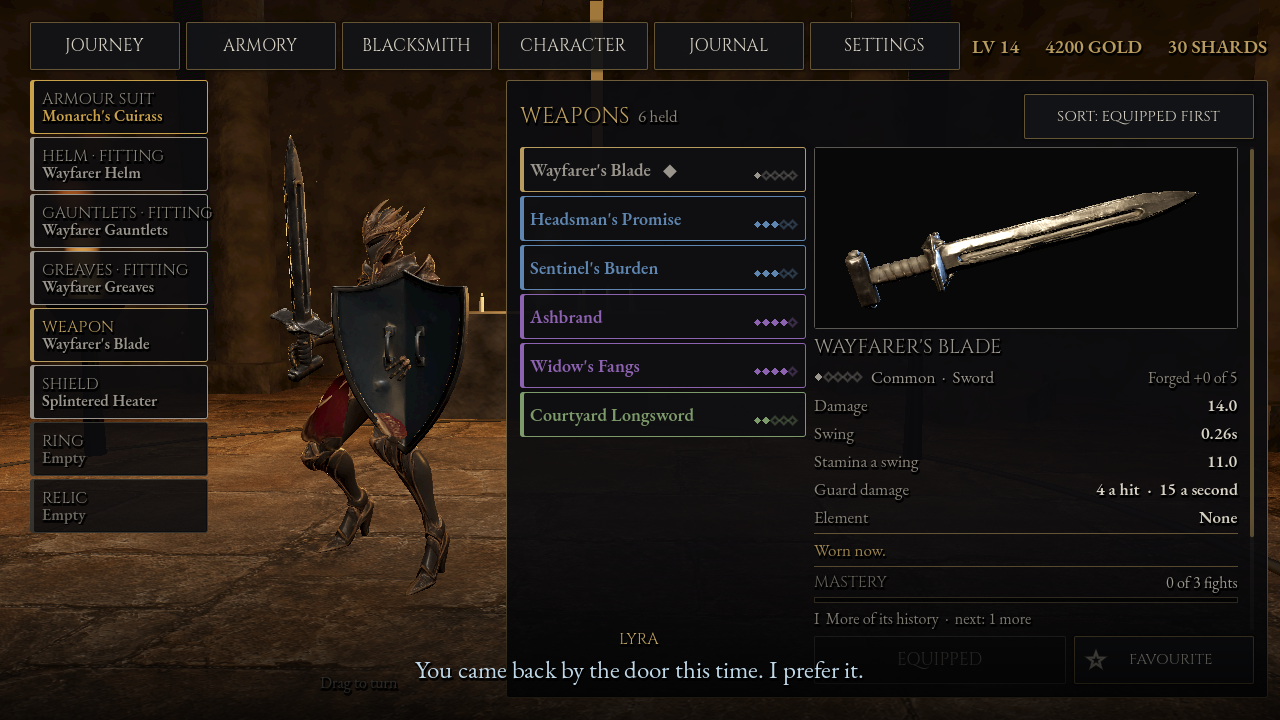 JOURNEY
ARMORY
BLACKSMITH
CHARACTER
JOURNAL
SETTINGS
LV 14
4200 GOLD
30 SHARDS
ARMOUR SUIT
Monarch's Cuirass
HELM · FITTING
Wayfarer Helm
GAUNTLETS · FITTING
Wayfarer Gauntlets
GREAVES · FITTING
Wayfarer Greaves
WEAPON
Wayfarer's Blade
SHIELD
Splintered Heater
RING
Empty
RELIC
Empty
Drag to turn
WEAPONS 6 held
SORT: EQUIPPED FIRST
Wayfarer's Blade
Headsman's Promise
Sentinel's Burden
Ashbrand
Widow's Fangs
Courtyard Longsword
WAYFARER'S BLADE
Common · Sword Forged +0 of 5
Damage 14.0
Swing 0.26s
Stamina a swing 11.0
Guard damage 4 a hit · 15 a second
Element None
Worn now.
MASTERY 0 of 3 fights
I More of its history · next: 1 more
EQUIPPED
FAVOURITE
LYRA
You came back by the door this time. I prefer it.